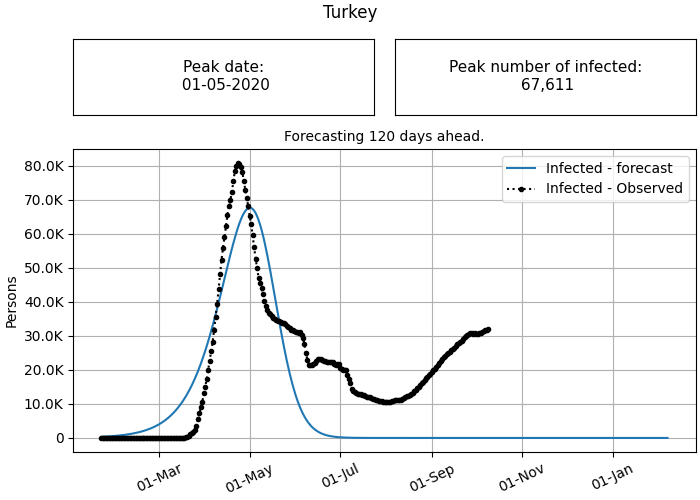 Turkey
Peak date:
01-05-2020
Peak number of infected:
67,611
Forecasting 120 days ahead.
Infected - forecast
Infected - Observed
80.0K
70.0K
60.0K
50.0K
40.0K
30.0K
20.0K
10.0K
0
Persons
01-Mar
01-May
01-Jul
01-Sep
01-Nov
01-Jan